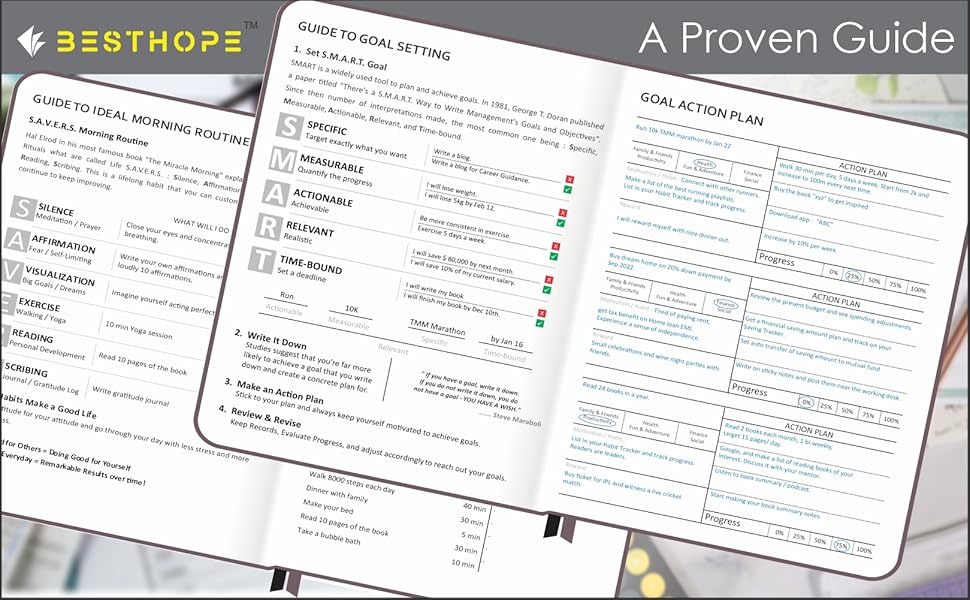 BESTHOPE TM
A Proven Guide
GUIDE TO IDEAL MORNING ROUTINE
S.A.V.E.R.S. Morning Routine
Hal Elrod in his most famous book "The Miracle Morning"
Rituals what are called Life S.A.V.E.R.S. : Silence,
Reading, Scribing. This is a lifelong habit that you can
continue to keep improving.
WHAT WILL I DO
S SILENCE
Meditation / Prayer
Close your eyes and
breathing.
A AFFIRMATION
Fear / Self-Limiting
Write your own affirmations
loudly 10 affirmations.
V VISUALIZATION
Big Goals / Dreams
Imagine yourself acting
E EXERCISE
Walking / Yoga
10 min Yoga session
READING
Personal Development
Read 10 pages of the book
SCRIBING
Journal / Gratitude Log
Write gratitude journal
Habits Make a Good Life
for your attitude and go through your day with less stress and more
for Others = Doing Good for Yourself
Everyday = Remarkable Results over time!
GUIDE TO GOAL SETTING
1. Set S.M.A.R.T. Goal
SMART is a widely used tool to plan and achieve goals. In 1981, George T. Doran published
a paper titled "There's a S.M.A.R.T. Way to Write Management's Goals and Objectives".
Since then number of interpretations made, the most common one being : Specific,
Measurable, Actionable, Relevant, and Time-bound.
S SPECIFIC
Target exactly what you want
Write a blog.
Write a blog for Career Guidance.
M MEASURABLE
Quantify the progress
I will lose weight.
I will lose 5kg by Feb 12.
A ACTIONABLE
Achievable
Be more consistent in exercise.
Exercise 5 days a week.
R RELEVANT
Realistic
I will save $ 80,000 by next month.
I will save 10% of my current salary.
T TIME-BOUND
Set a deadline
I will write my book
I will finish my book by Dec 10th.
Run 10K TMM Marathon by Jan 16
Actionable Measurable Relevant Specific Time-bound
2. Write It Down
Studies suggest that you're far more
likely to achieve a goal that you write
down and create a concrete plan for.
" If you have a goal, write it down.
If you do not write it down, you do
not have a goal - YOU HAVE A WISH."
---- Steve Maraboli
3. Make an Action Plan
Stick to your plan and always keep yourself motivated to achieve goals.
4. Review & Revise
Keep Records, Evaluate Progress, and adjust accordingly to reach out your goals.
GOAL ACTION PLAN
Run 10k TMM marathon by Jan 22
Family & Friends
Productivity
Health
Fun & Adventure
Finance
Social
Motivation / Habit : Connect with other runners.
Make a list of the best running playlists.
List in your Habit Tracker and track progress.
Reward
I will reward myself with nice dinner out.
ACTION PLAN
Walk 30 min per day, 5 days a week. Start from 2k and
increase to 100m every next time.
Buy the book "xyz" to get inspired.
Download app : "ABC"
Increase by 10% per week.
Progress 0% 25% 50% 75% 100%
Buy dream home on 20% down payment by
Sep 2022.
Family & Friends
Productivity
Health
Fun & Adventure
Finance
Social
Motivation / Habit : Tired of paying rent,
get tax benefit on Home loan EMI.
Experience a sense of independence.
Reward
Small celebrations and wine night parties with
friends.
ACTION PLAN
Review the present budget and see spending adjustments.
Get a financial saving amount plan and track on your
Saving Tracker.
Set auto transfer of saving amount to mutual fund
Write on sticky notes and post them near the working desk.
Progress 0% 25% 50% 75% 100%
Read 24 books in a year.
Family & Friends
Productivity
Health
Fun & Adventure
Finance
Social
Motivation / Habit
List in your Habit Tracker and track progress.
Readers are leaders.
Reward
Buy ticket for IPL and witness a live cricket
match.
ACTION PLAN
Read 2 books each month, 1 bi-weekly,
target 15 pages/ day.
Google, and make a list of reading books of your
interest. Discuss it with your mentor.
Listen to book summary / podcast.
Start making your book summary notes.
Progress 0% 25% 50% 75% 100%
Walk 8000 steps each day 40 min
Dinner with family 30 min
Make your bed 5 min
Read 10 pages of the book 30 min
Take a bubble bath 10 min